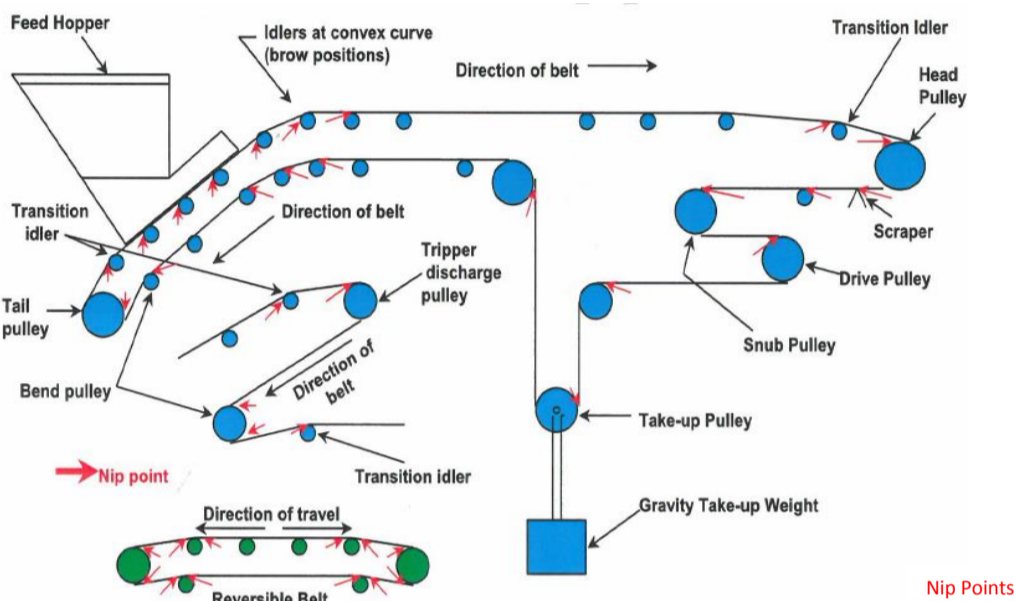 Feed Hopper
Idlers at convex curve
(brow positions)
Direction of belt
Transition Idler
Head
Pulley
Transition
idler
Direction of belt
Scraper
Tripper
discharge
pulley
Drive Pulley
Tail
pulley
Snub Pulley
Direction of
belt
Bend pulley
Take-up Pulley
Nip point
Transition idler
Gravity Take-up Weight
Direction of travel
Nip Points
Reversible Belt